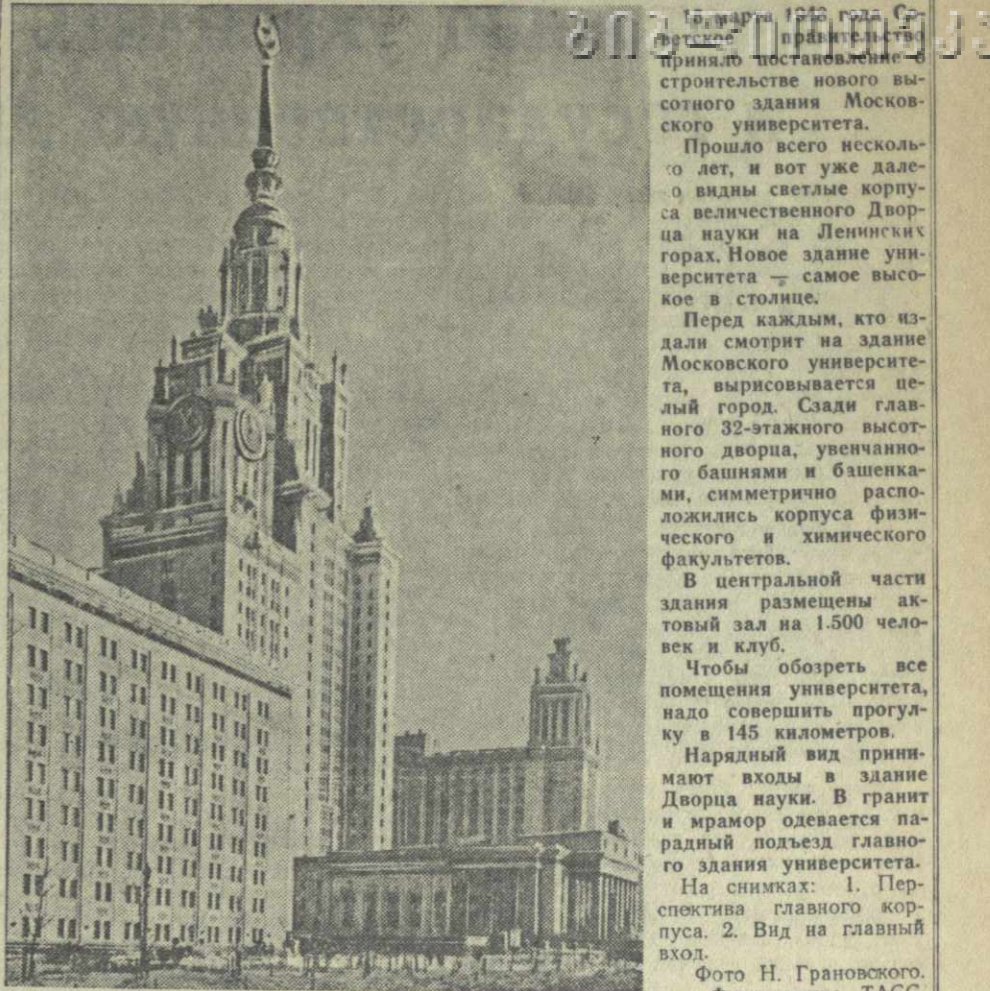 15 марта 1948 года Со-
ветское правительство
приняло постановление о
строительстве нового вы-
сотного здания Москов-
ского университета.
Прошло всего несколь-
ко лет, и вот уже дале-
ко видны светлые корпу-
са величественного Двор-
ца науки на Ленинских
горах. Новое здание уни-
верситета — самое высо-
кое в столице.
Перед каждым, кто из-
дали смотрит на здание
Московского университе-
та, вырисовывается це-
лый город. Сзади глав-
ного 32-этажного высот-
ного дворца, увенчанно-
го башнями и башенка-
ми, симметрично распо-
ложились корпуса физи-
ческого и химического
факультетов.
В центральной части
здания размещены ак-
товый зал на 1.500 чело-
век и клуб.
Чтобы обозреть все
помещения университета,
надо совершить прогул-
ку в 145 километров.
Нарядный вид прини-
мают входы в здание
Дворца науки. В гранит
и мрамор одевается па-
радный подъезд главно-
го здания университета.
На снимках: 1. Пер-
спектива главного кор-
пуса. 2. Вид на главный
вход.
Фото Н. Грановского.
ТАСС.